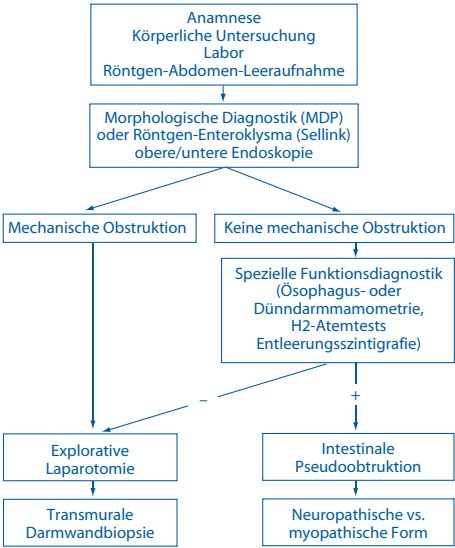 Anamnese
Körperliche Untersuchung
Labor
Röntgen-Abdomen-Leeraufnahme
Morphologische Diagnostik (MDP)
oder Röntgen-Enteroklysma (Sellink)
obere/untere Endoskopie
Mechanische Obstruktion
Keine mechanische Obstruktion
Spezielle Funktionsdiagnostik
(Ösophagus- oder
Dünndarmmamometrie,
H2-Atemtests
Entleerungsszintigrafie)
–
+
Explorative
Laparotomie
Intestinale
Pseudoobtruktion
Transmurale
Darmwandbiopsie
Neuropathische vs.
myopathische Form